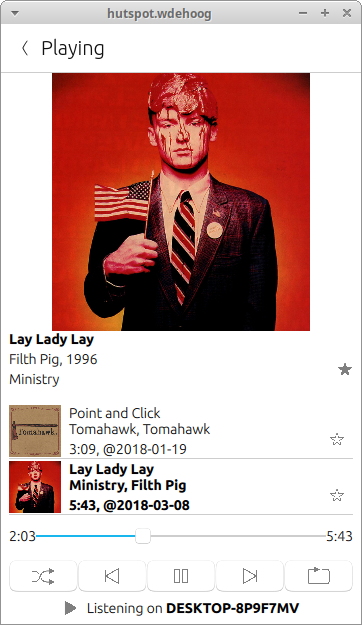 hutspot.wdehoog
Playing
Lay Lady Lay
Filth Pig, 1996
Ministry
Point and Click
Tomahawk, Tomahawk
3:09, @2018-01-19
Tomahawk.
Lay Lady Lay
Ministry, Filth Pig
5:43, @2018-03-08
2:03
5:43
Listening on DESKTOP-8P9F7MV